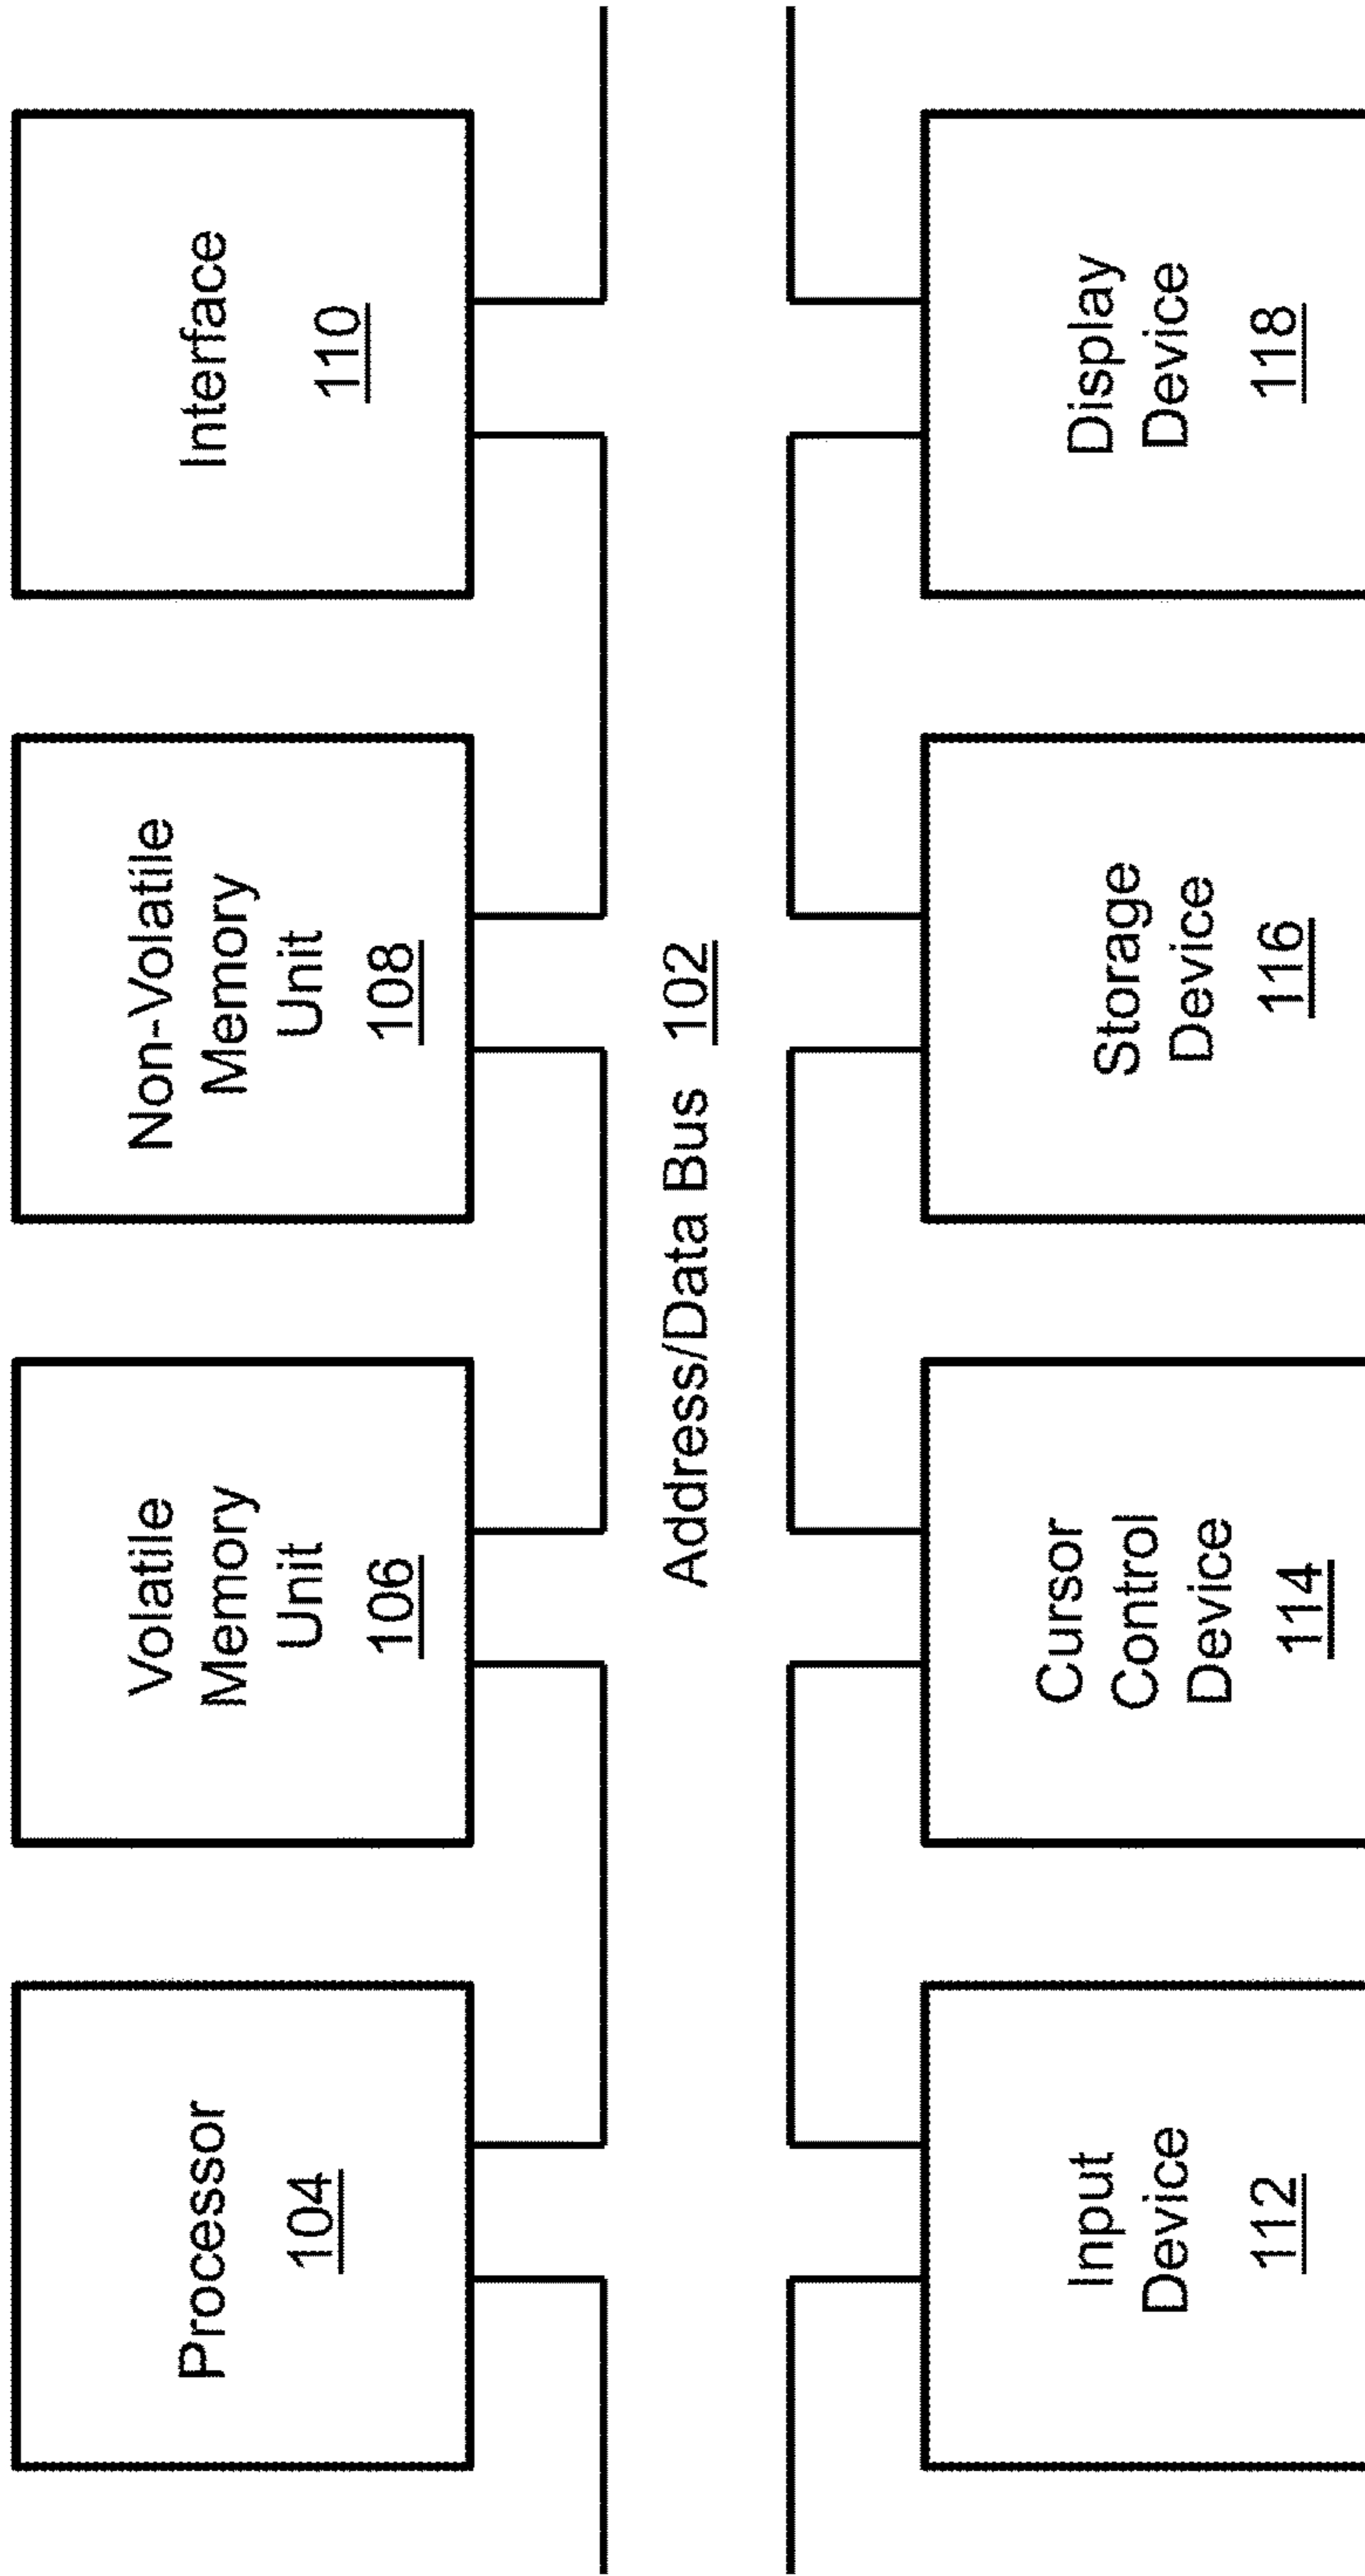 Processor
104
Volatile
Memory
Unit
106
Non-Volatile
Memory
Unit
108
Interface
110
Address/Data Bus 102
Input
Device
112
Cursor
Control
Device
114
Storage
Device
116
Display
Device
118